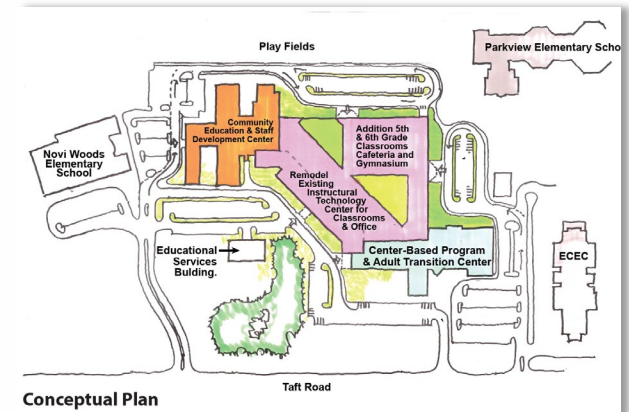 Play Fields
Parkview Elementary Scho
Community
Education & Staff
Development Center
Addition 5th
& 6th Grade
Classrooms
Cafeteria and
Gymnasium
Novi Woods
Elementary
School
Remodel
Existing
Instructural
Technology
Center for
Classrooms
& Office
Educational
Services
Bulding.
Center-Based Program
& Adult Transition Center
ECEC
Taft Road
Conceptual Plan